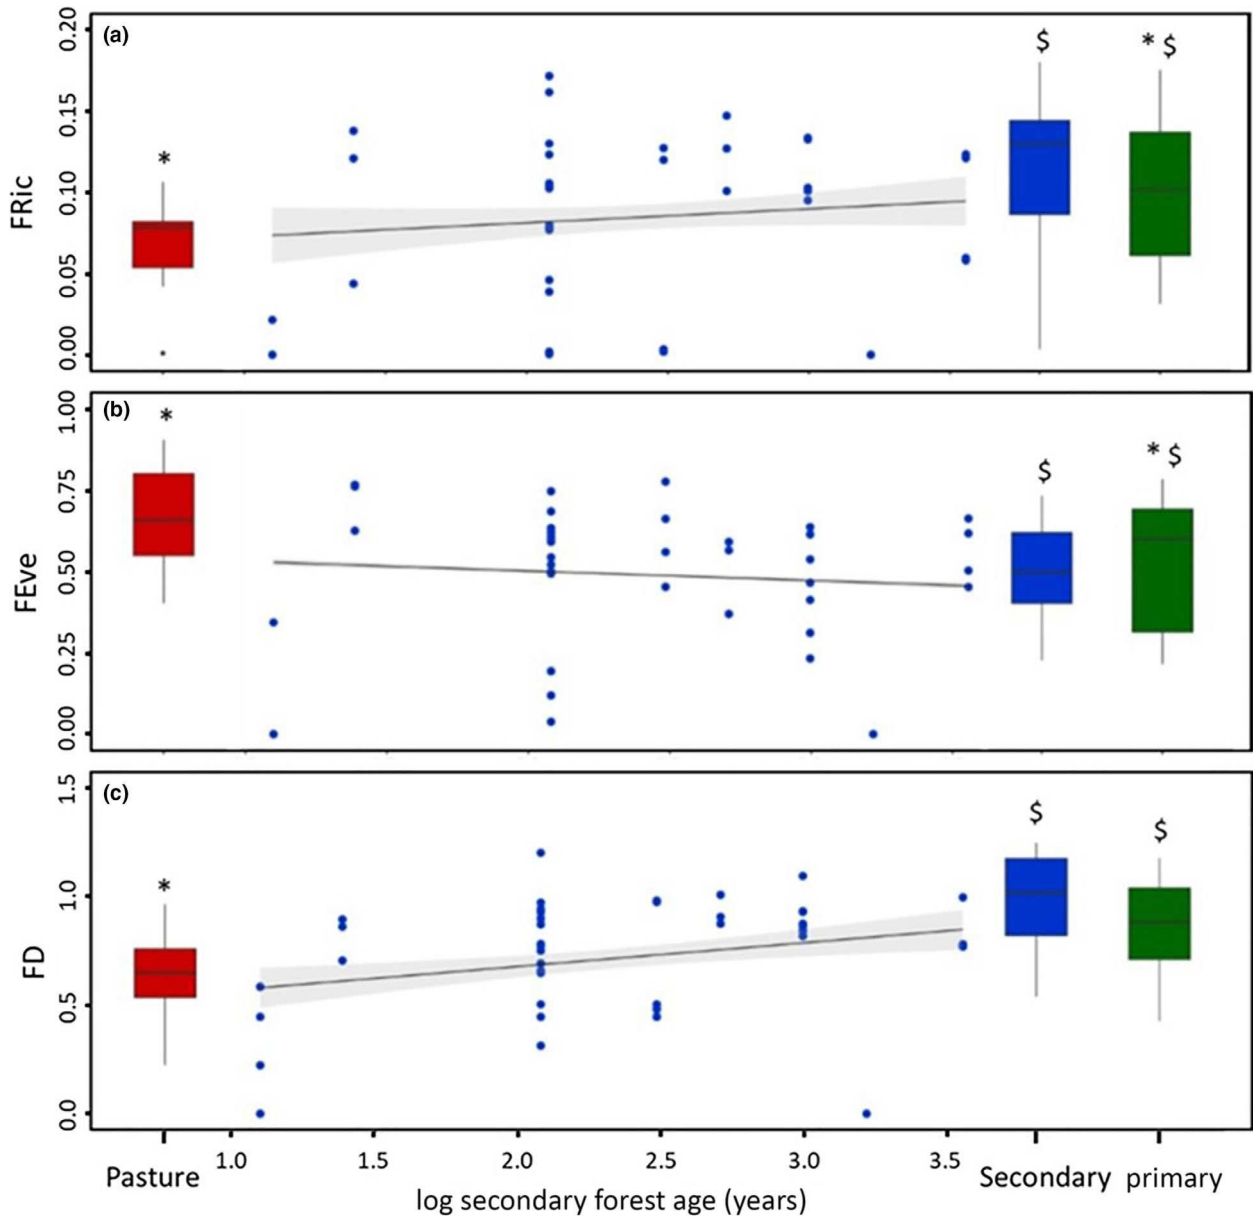 (a)
FRic
0.20
0.15
0.10
0.05
0.00
*
$
* $
(b)
FEve
1.00
0.75
0.50
0.25
0.00
*
$
* $
(c)
FD
1.5
1.0
0.5
0.0
*
$
$
Pasture 1.0 1.5 2.0 2.5 3.0 3.5 Secondary primary
log secondary forest age (years)